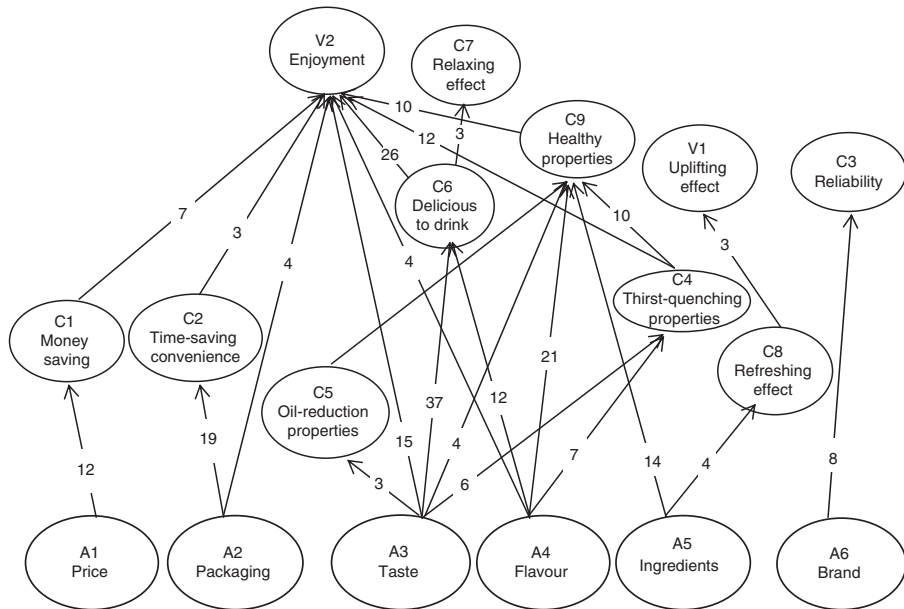 V2
Enjoyment
C7
Relaxing
effect
10
C9
Healthy
properties
12
3
26
V1
Uplifting
effect
C3
Reliability
C6
Delicious
to drink
7
3
10
4
4
3
C4
Thirst-quenching
properties
C1
Money
saving
C2
Time-saving
convenience
C8
Refreshing
effect
21
C5
Oil-reduction
properties
37
12
19
15
4
7
12
3
6
14
4
8
A1
Price
A2
Packaging
A3
Taste
A4
Flavour
A5
Ingredients
A6
Brand